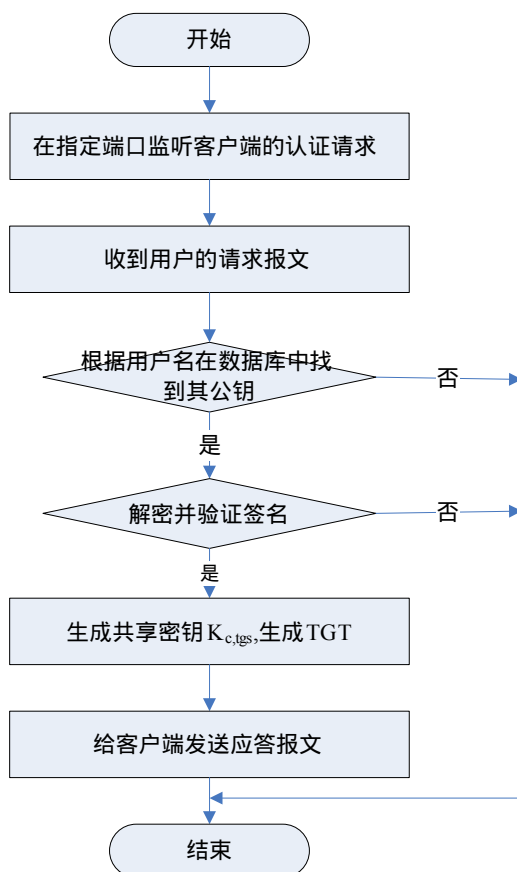 开始
在指定端口监听客户端的认证请求
收到用户的请求报文
根据用户名在数据库中找
到其公钥
否
是
解密并验证签名
否
是
生成共享密钥K_{c,tgs},生成TGT
给客户端发送应答报文
结束